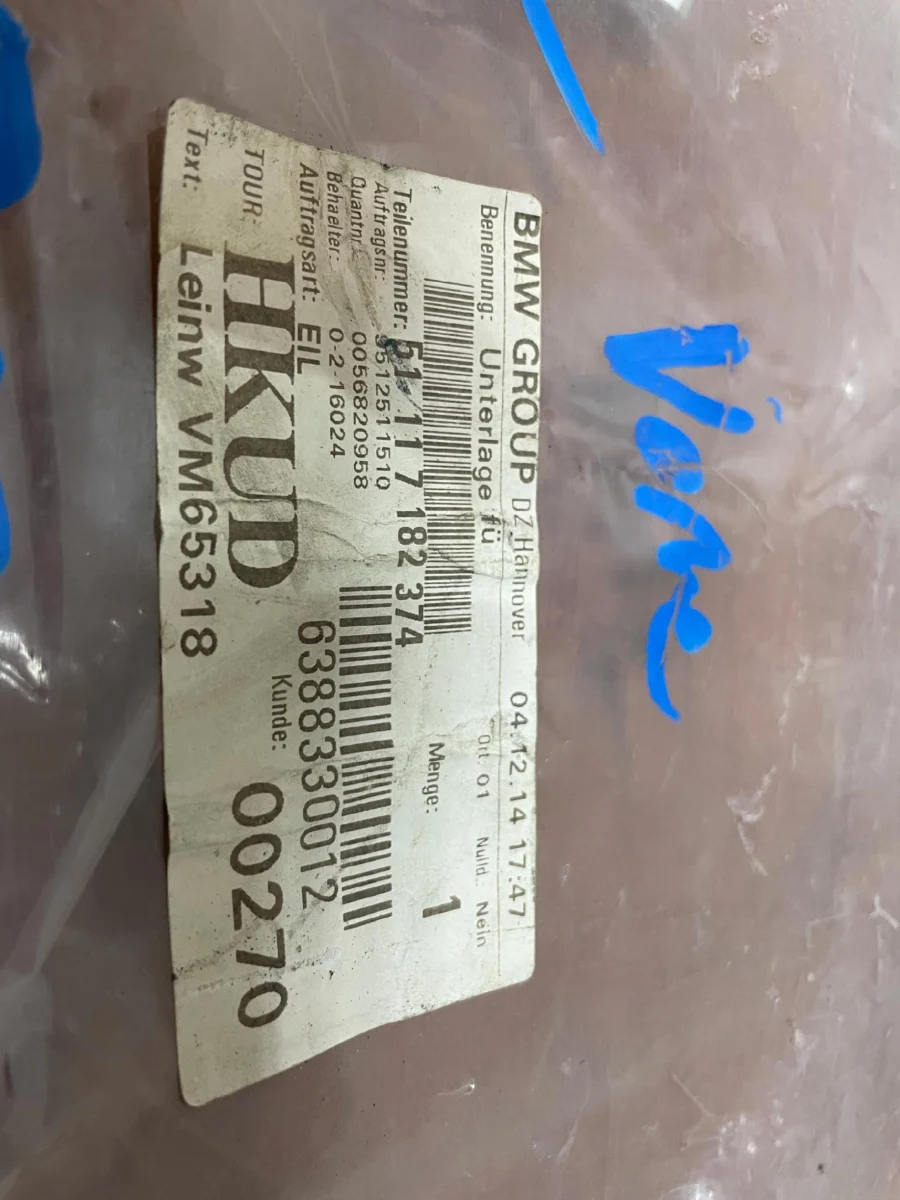 BMW GROUP DZ Hannover 04.12.14 17:47
Benennung: Unterlage fü Ort. 01 Nulld.. Nein
Menge: 1
Teilenummer: 51 11 7 182 374
Auftragsnr: 9512511510
Quantnr.: 0056820958
Behaelter: 0-2-16024
Auftragsart: EIL 6388330012
TOUR: HKUD Kunde: 00270
Text: Leinw VM65318